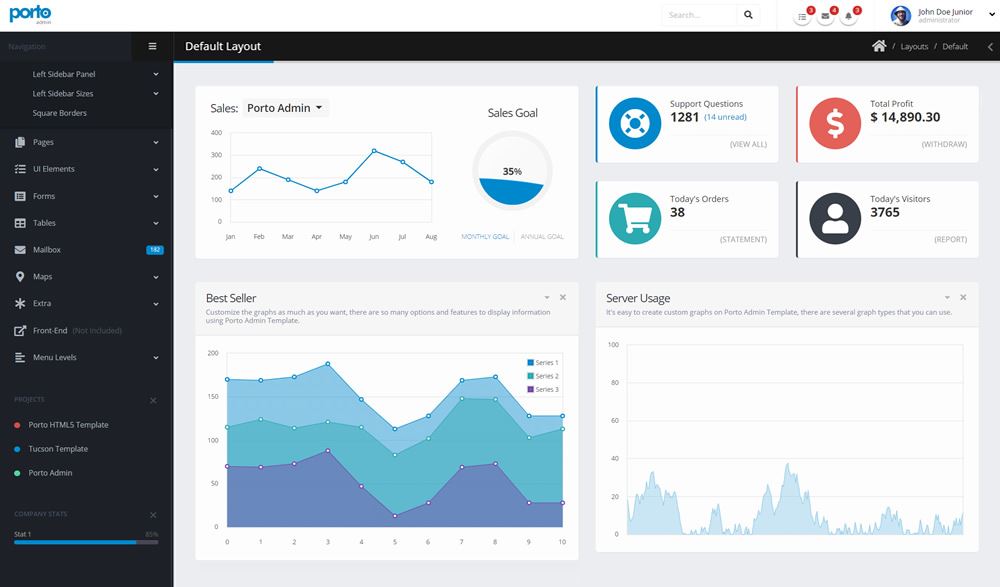 porto
admin
Search...
3
4
3
John Doe Junior
administrator
Navigation
Default Layout
/ Layouts / Default
Left Sidebar Panel
Left Sidebar Sizes
Square Borders
Pages
UI Elements
Forms
Tables
Mailbox 182
Maps
Extra
Front-End (Not Included)
Menu Levels
PROJECTS
Porto HTML5 Template
Tucson Template
Porto Admin
COMPANY STATS
Stat 1 85%
Sales: Porto Admin
400
300
200
100
0
Jan Feb Mar Apr May Jun Jul Aug
Sales Goal
35%
MONTHLY GOAL ANNUAL GOAL
Support Questions
1281 (14 unread)
(VIEW ALL)
Total Profit
$ 14,890.30
(WITHDRAW)
Today's Orders
38
(STATEMENT)
Today's Visitors
3765
(REPORT)
Best Seller
Customize the graphs as much as you want, there are so many options and features to display information
using Porto Admin Template.
200
150
100
50
0
0 1 2 3 4 5 6 7 8 9 10
Series 1
Series 2
Series 3
Server Usage
It's easy to create custom graphs on Porto Admin Template, there are several graph types that you can use.
100
80
60
40
20
0